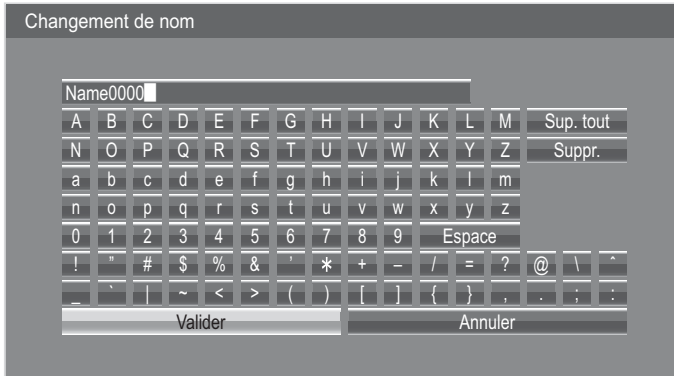 Changement de nom
Name0000
A B C D E F G H I J K L M Sup. tout
N O P Q R S T U V W X Y Z Suppr.
a b c d e f g h i j k l m
n o p q r s t u v w x y z
0 1 2 3 4 5 6 7 8 9 Espace
! " # $ % & ' * + – / = ? @ \ ^
_ ` | ~ < > ( ) [ ] { } , . ; :
Valider Annuler